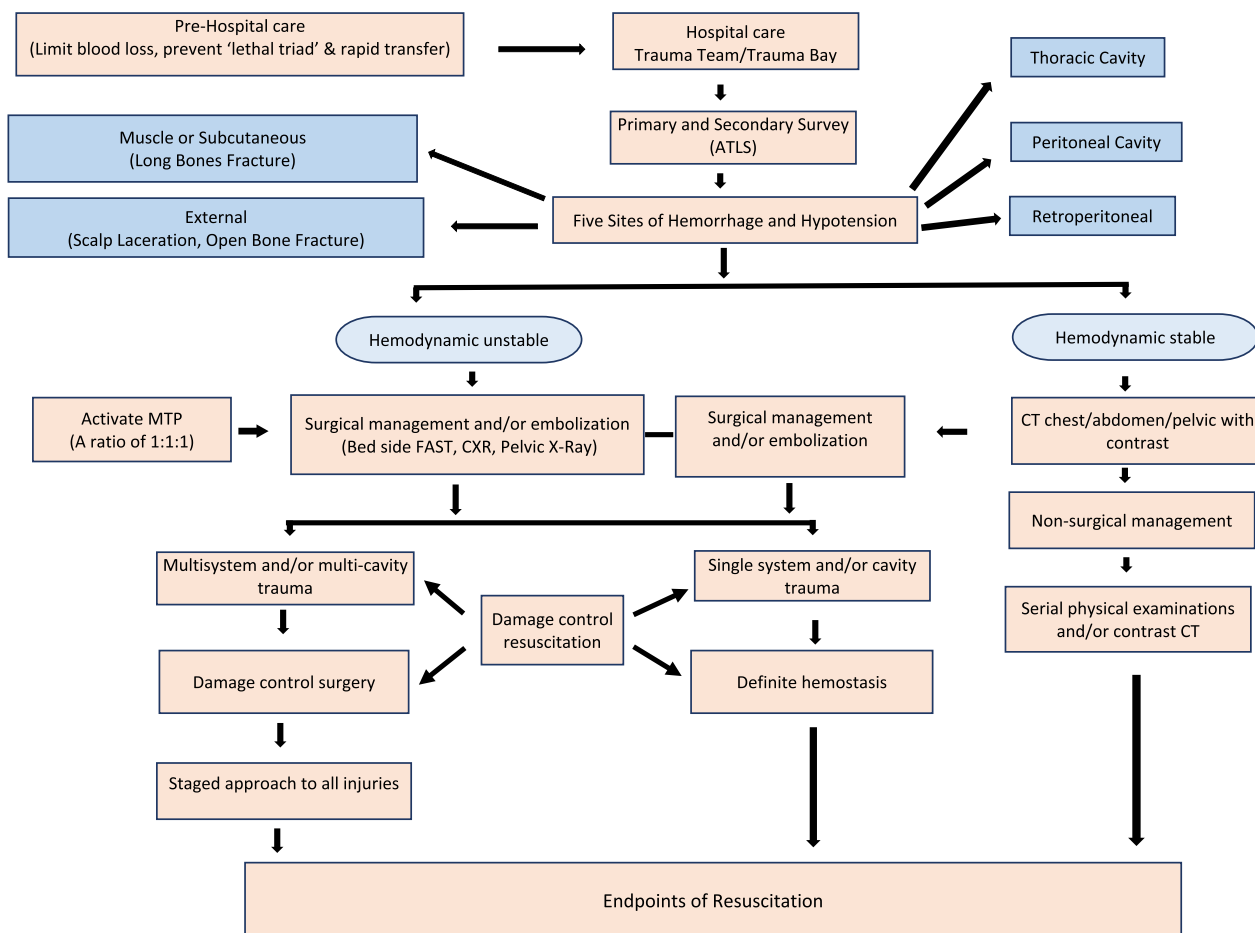 Pre-Hospital care
(Limit blood loss, prevent ‘lethal triad’ & rapid transfer)
Hospital care
Trauma Team/Trauma Bay
Thoracic Cavity
Muscle or Subcutaneous
(Long Bones Fracture)
Primary and Secondary Survey
(ATLS)
Peritoneal Cavity
External
(Scalp Laceration, Open Bone Fracture)
Five Sites of Hemorrhage and Hypotension
Retroperitoneal
Hemodynamic unstable
Hemodynamic stable
Activate MTP
(A ratio of 1:1:1)
Surgical management and/or embolization
(Bed side FAST, CXR, Pelvic X-Ray)
Surgical management
and/or embolization
CT chest/abdomen/pelvic with
contrast
Non-surgical management
Multisystem and/or multi-cavity
trauma
Single system and/or cavity
trauma
Damage control
resuscitation
Serial physical examinations
and/or contrast CT
Damage control surgery
Definite hemostasis
Staged approach to all injuries
Endpoints of Resuscitation